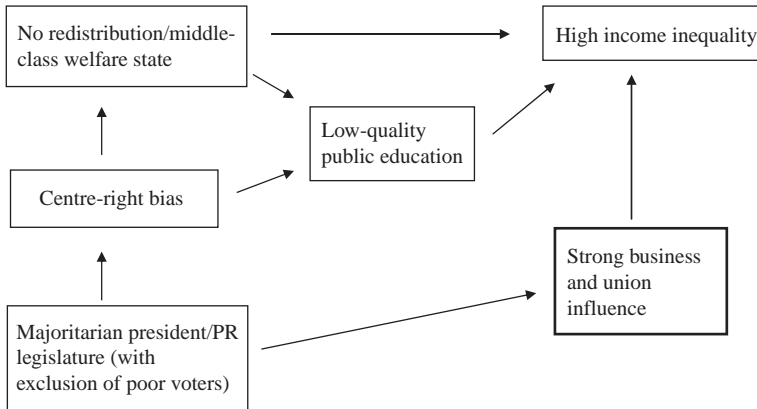 No redistribution/middle-
class welfare state
High income inequality
Low-quality
public education
Centre-right bias
Strong business
and union
influence
Majoritarian president/PR
legislature (with
exclusion of poor voters)